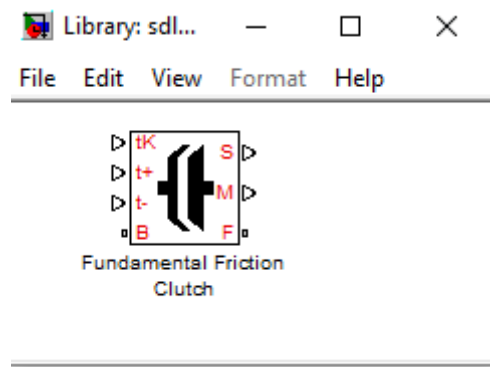 Library: sdl...
File Edit View Format Help
tK S
t+
M
t-
B F
Fundamental Friction
Clutch